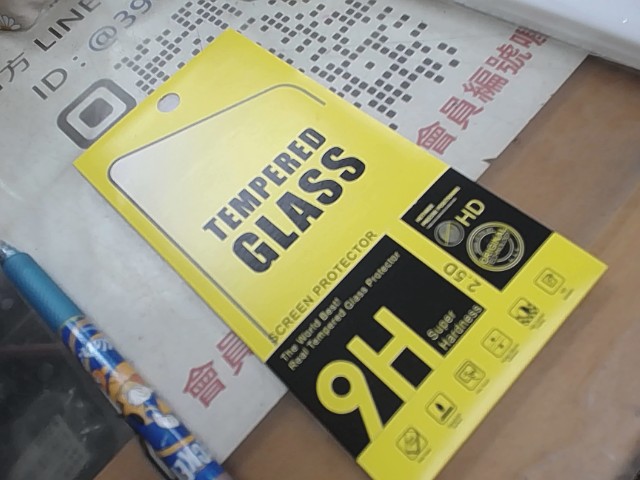 方 LINE
ID：@39
會員編號
會員
TEMPERED
GLASS
SCREEN PROTECTOR
The World Best!
Real Tempered Glass Protector
9H
Super
Hardness
2.5D
HD